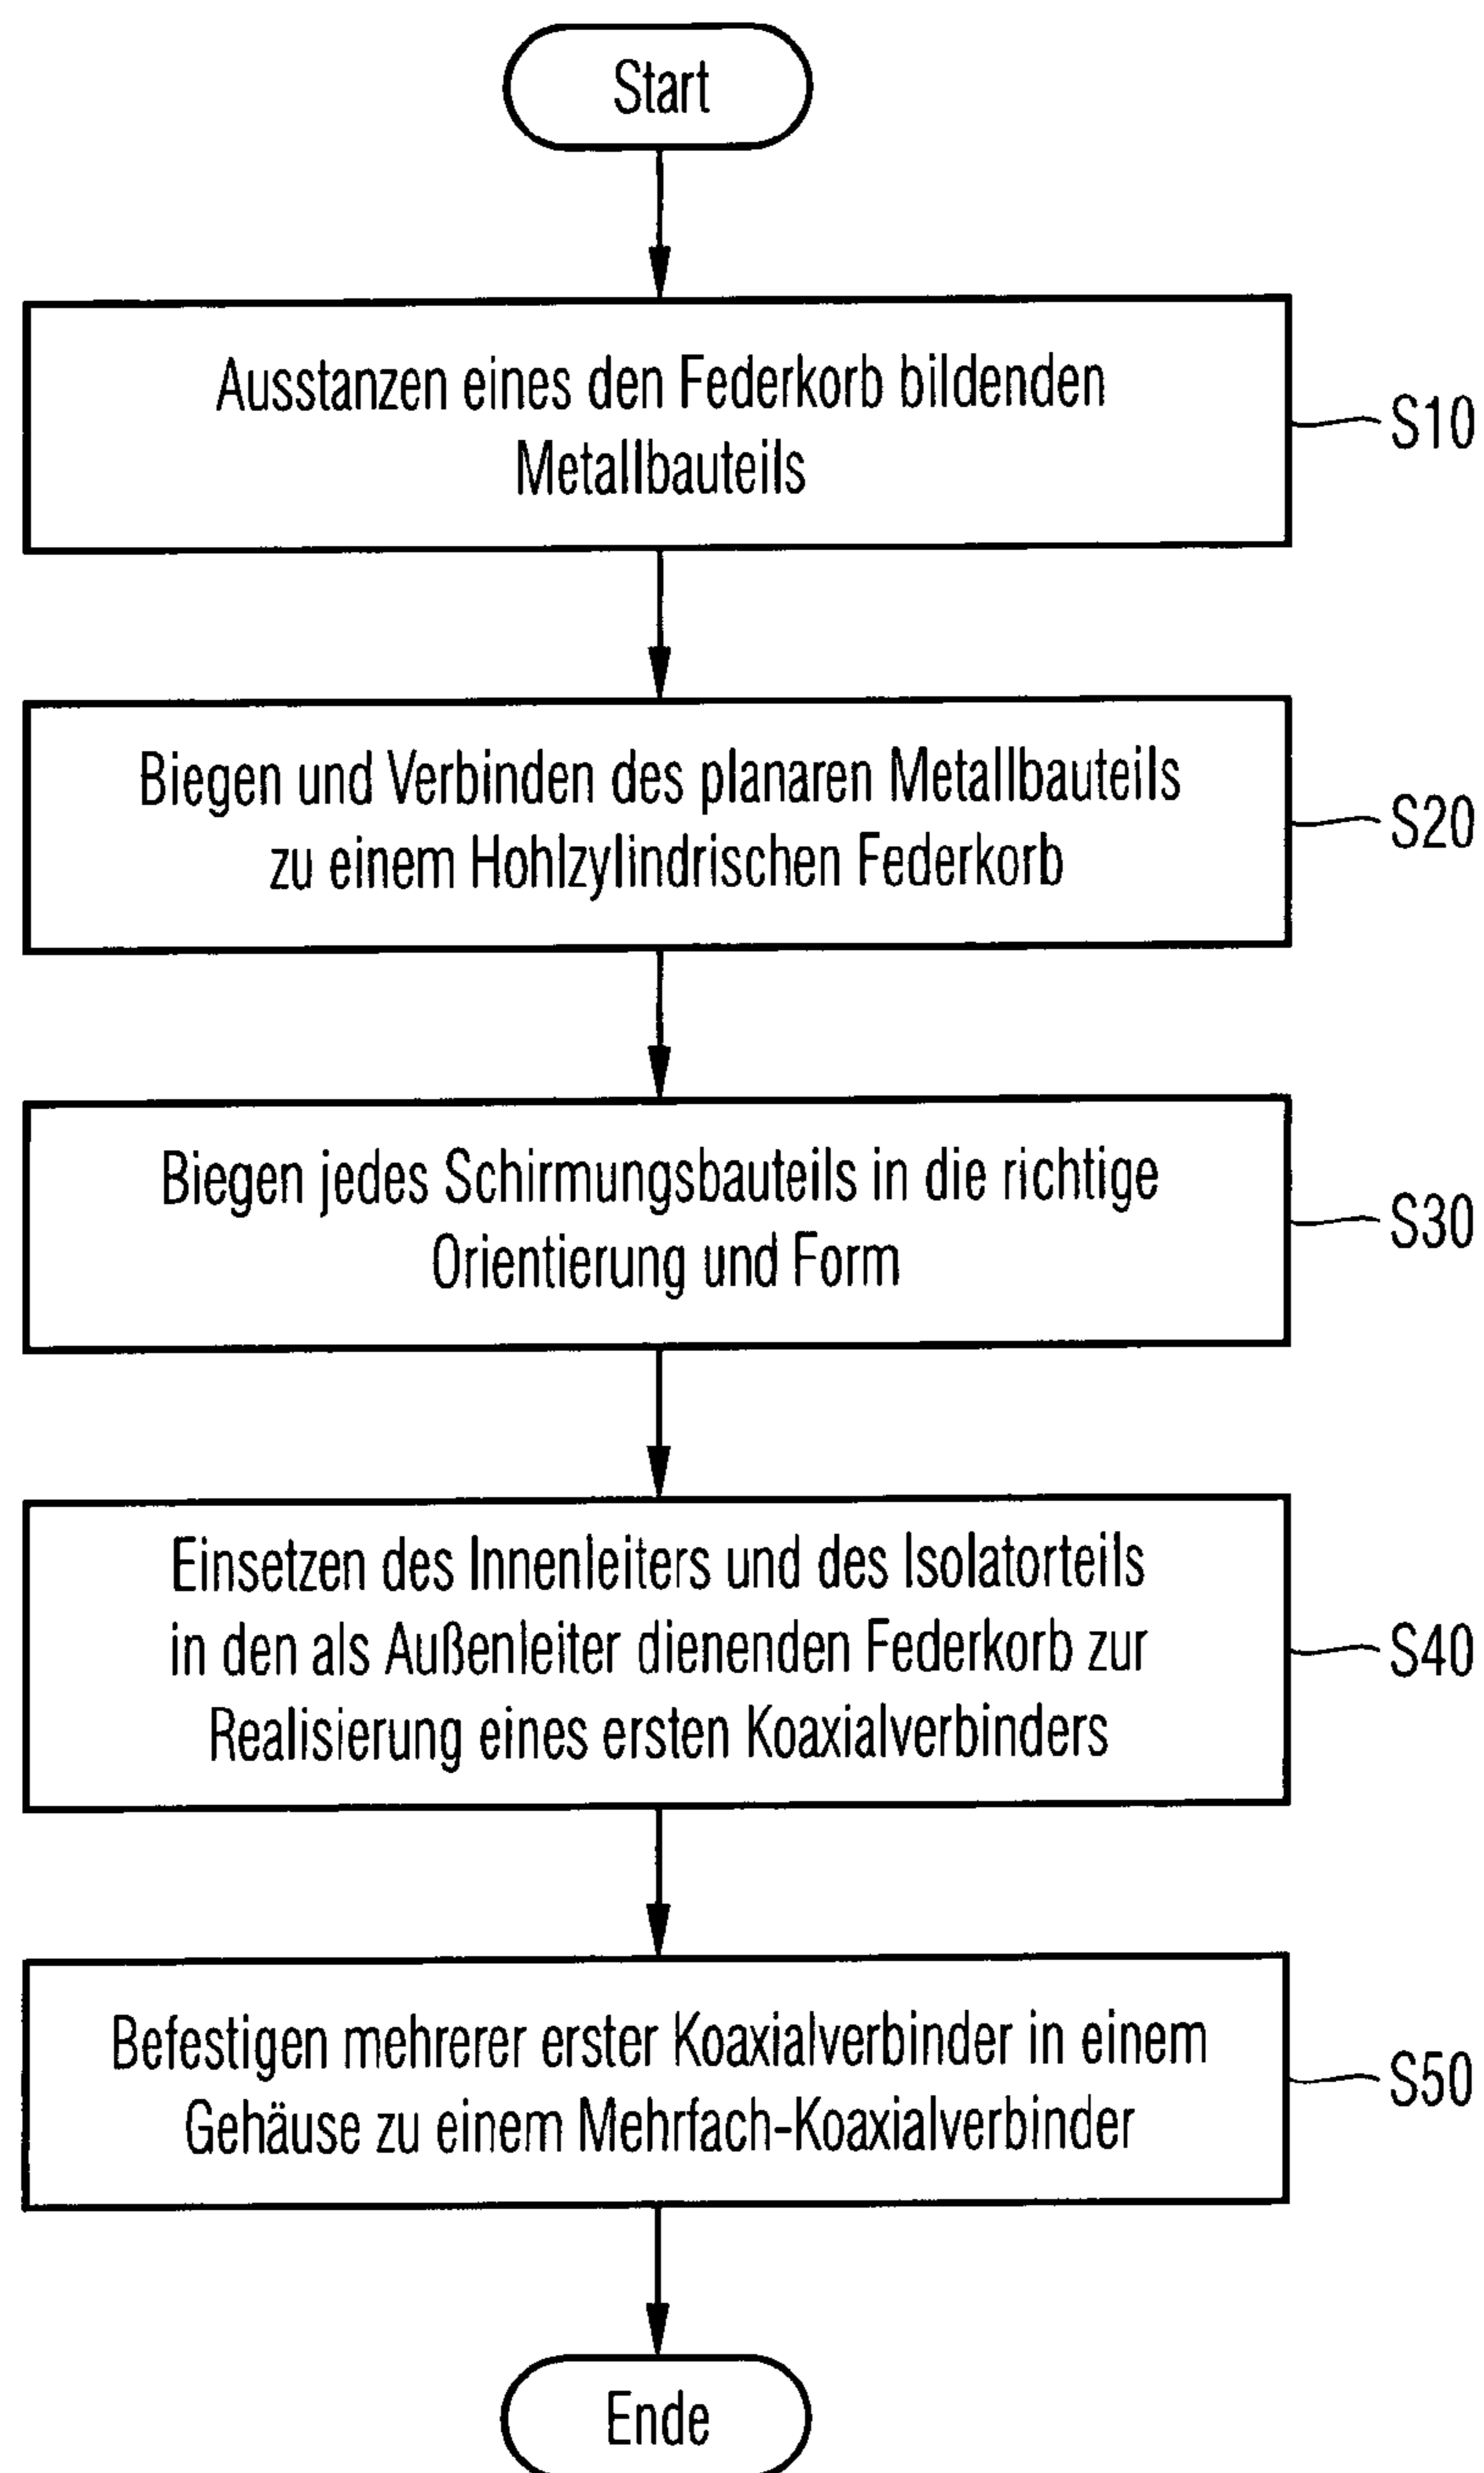 Start
Ausstanzen eines den Federkorb bildenden
Metallbauteils
S10
Biegen und Verbinden des planaren Metallbauteils
zu einem Hohlzylindrischen Federkorb
S20
Biegen jedes Schirmungsbauteils in die richtige
Orientierung und Form
S30
Einsetzen des Innenleiters und des Isolatorteils
in den als Außenleiter dienenden Federkorb zur
Realisierung eines ersten Koaxialverbinders
S40
Befestigen mehrerer erster Koaxialverbinder in einem
Gehäuse zu einem Mehrfach-Koaxialverbinder
S50
Ende